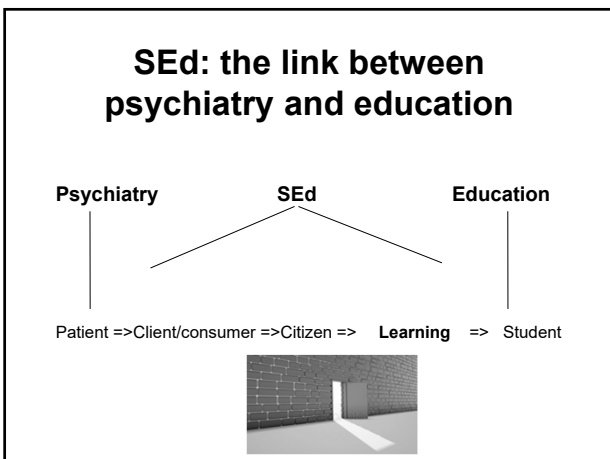 SEd: the link between
psychiatry and education
Psychiatry SEd Education
Patient =>Client/consumer =>Citizen => Learning => Student